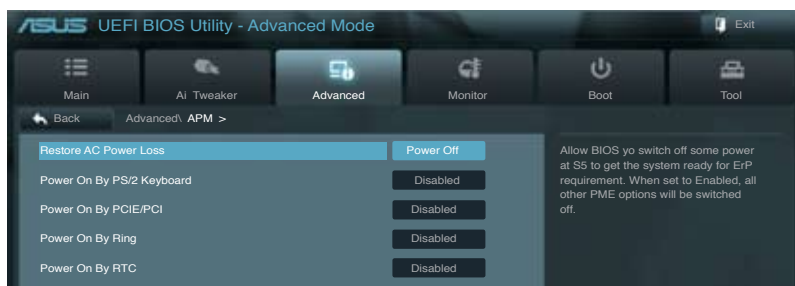 ASUS UEFI BIOS Utility - Advanced Mode
Exit
Main
Ai Tweaker
Advanced
Monitor
Boot
Tool
Back
Advanced\ APM >
Restore AC Power Loss
Power Off
Power On By PS/2 Keyboard
Disabled
Power On By PCIE/PCI
Disabled
Power On By Ring
Disabled
Power On By RTC
Disabled
Allow BIOS yo switch off some power
at S5 to get the system ready for ErP
requirement. When set to Enabled, all
other PME options will be switched
off.